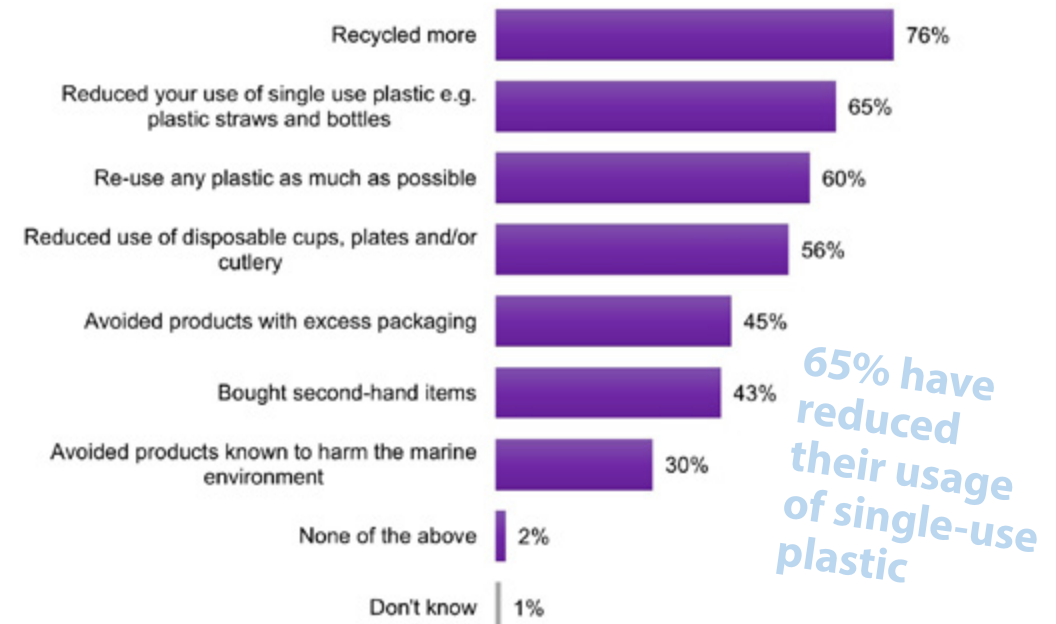 Recycled more
76%
Reduced your use of single use plastic e.g.
plastic straws and bottles
65%
Re-use any plastic as much as possible
60%
Reduced use of disposable cups, plates and/or
cutlery
56%
Avoided products with excess packaging
45%
Bought second-hand items
43%
Avoided products known to harm the marine
environment
30%
None of the above
2%
Don't know
1%
65% have
reduced
their usage
of single-use
plastic